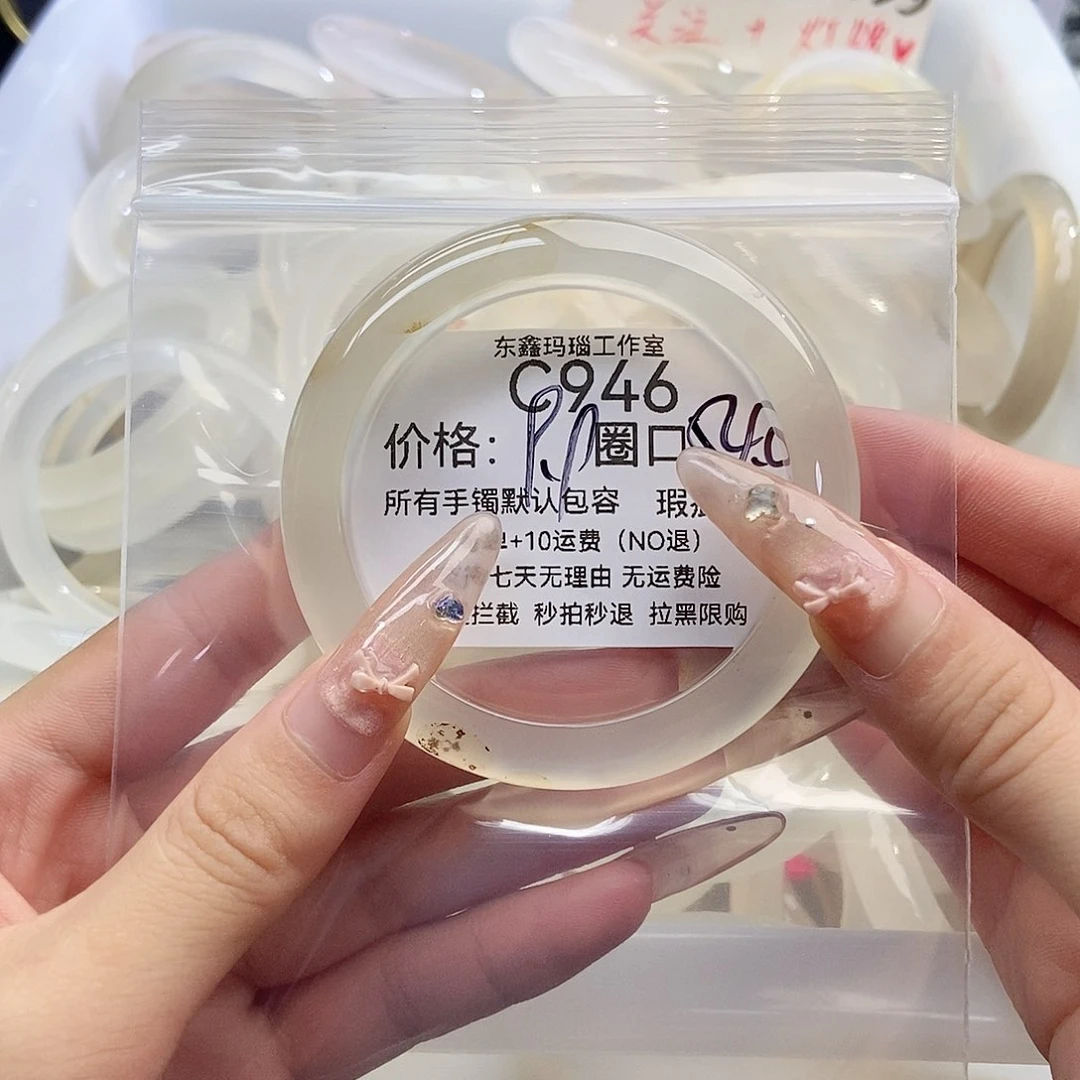 关注 + 灯牌
东鑫玛瑙工作室
C946
价格: 圈口
所有手镯默认包容 瑕
+10运费（NO退）
七天无理由 无运费险
拦截 秒拍秒退 拉黑限购